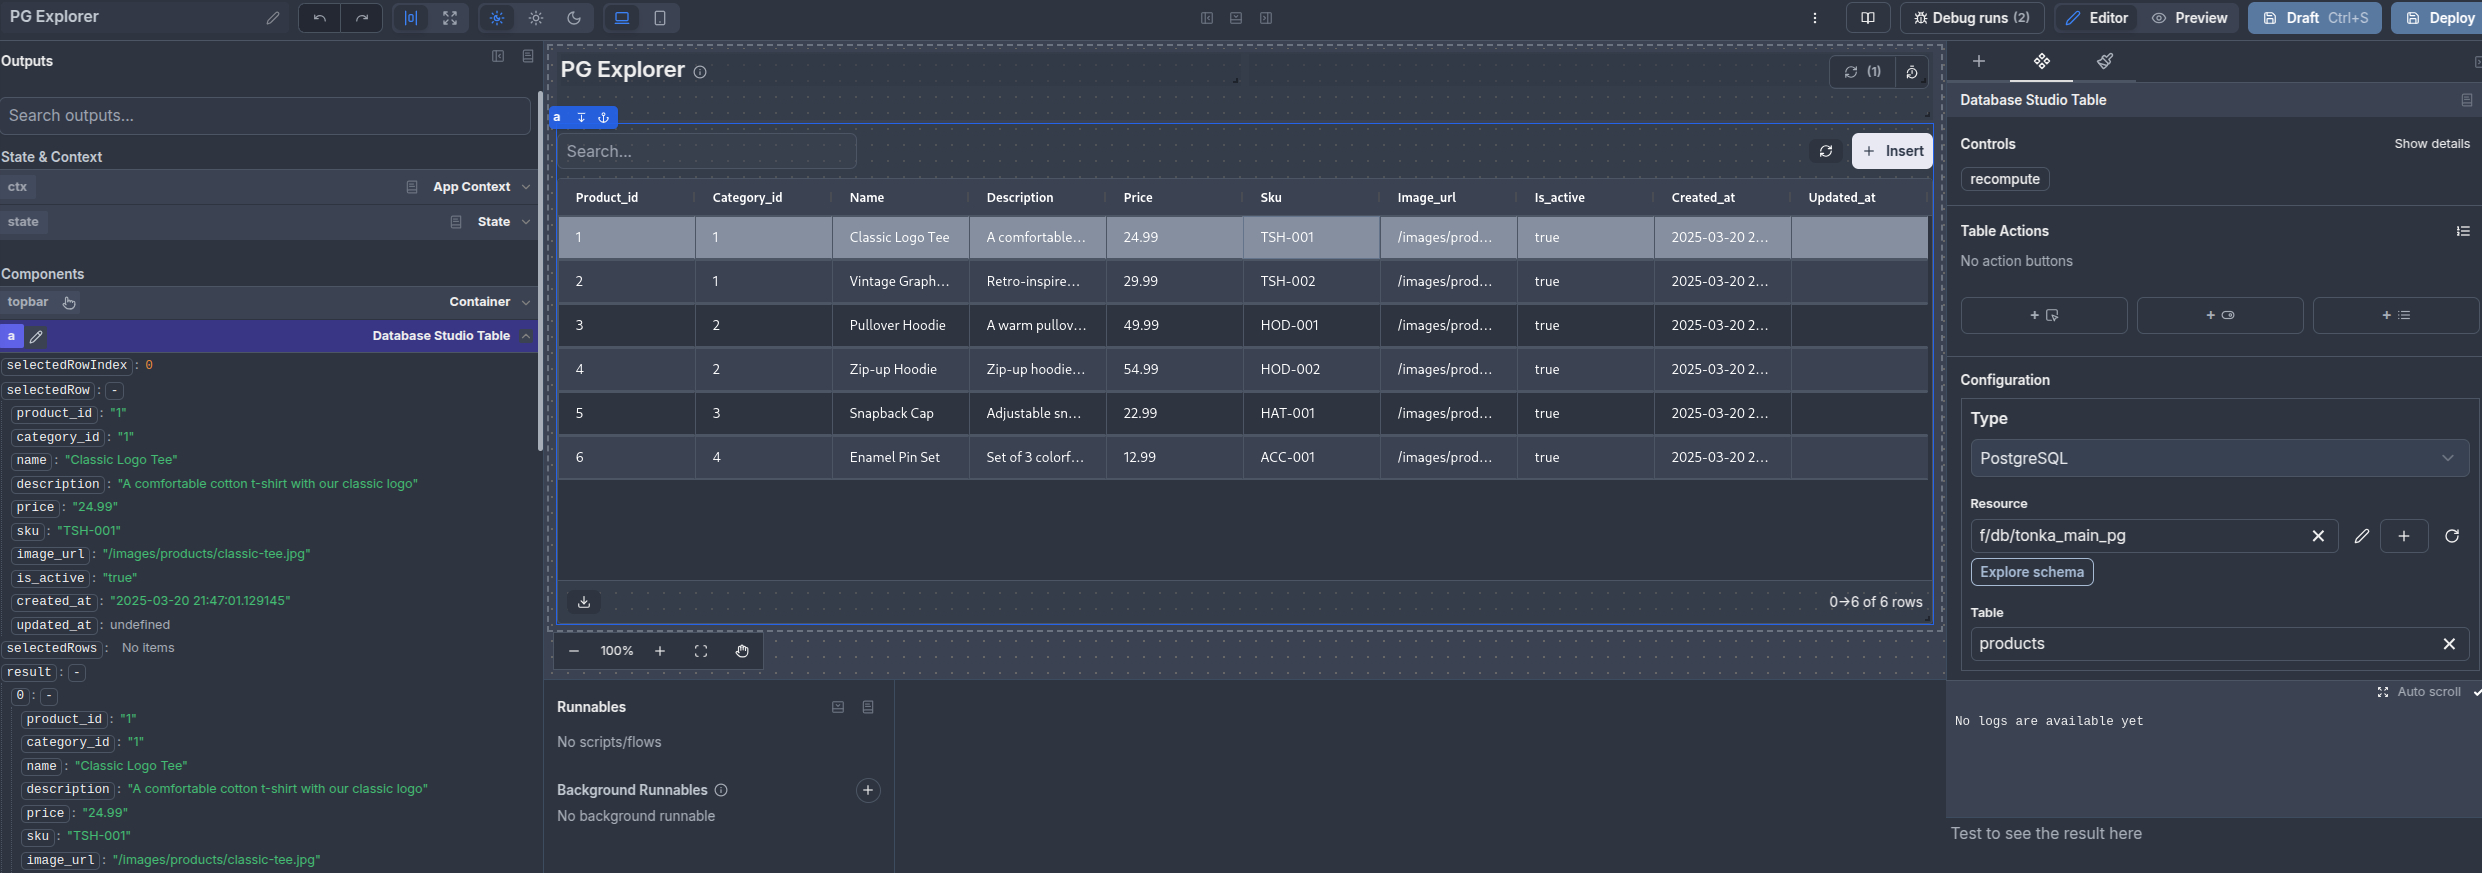 PG Explorer
Debug runs (2)
Editor
Preview
Draft Ctrl+S
Deploy
Outputs
Search outputs...
State & Context
ctx App Context
state State
Components
topbar Container
a Database Studio Table
selectedRowIndex : 0
selectedRow : -
product_id : "1"
category_id : "1"
name : "Classic Logo Tee"
description : "A comfortable cotton t-shirt with our classic logo"
price : "24.99"
sku : "TSH-001"
image_url : "/images/products/classic-tee.jpg"
is_active : "true"
created_at : "2025-03-20 21:47:01.129145"
updated_at : undefined
selectedRows : No items
result : -
0 : -
product_id : "1"
category_id : "1"
name : "Classic Logo Tee"
description : "A comfortable cotton t-shirt with our classic logo"
price : "24.99"
sku : "TSH-001"
image_url : "/images/products/classic-tee.jpg"
PG Explorer
(1)
a
Search...
+ Insert
Product_id Category_id Name Description Price Sku Image_url Is_active Created_at Updated_at
1 1 Classic Logo Tee A comfortable... 24.99 TSH-001 /images/prod... true 2025-03-20 2...
2 1 Vintage Graph... Retro-inspire... 29.99 TSH-002 /images/prod... true 2025-03-20 2...
3 2 Pullover Hoodie A warm pullov... 49.99 HOD-001 /images/prod... true 2025-03-20 2...
4 2 Zip-up Hoodie Zip-up hoodie... 54.99 HOD-002 /images/prod... true 2025-03-20 2...
5 3 Snapback Cap Adjustable sn... 22.99 HAT-001 /images/prod... true 2025-03-20 2...
6 4 Enamel Pin Set Set of 3 colorf... 12.99 ACC-001 /images/prod... true 2025-03-20 2...
0→6 of 6 rows
100%
Runnables
No scripts/flows
Background Runnables
No background runnable
Database Studio Table
Controls Show details
recompute
Table Actions
No action buttons
Configuration
Type
PostgreSQL
Resource
f/db/tonka_main_pg
Explore schema
Table
products
Auto scroll
No logs are available yet
Test to see the result here